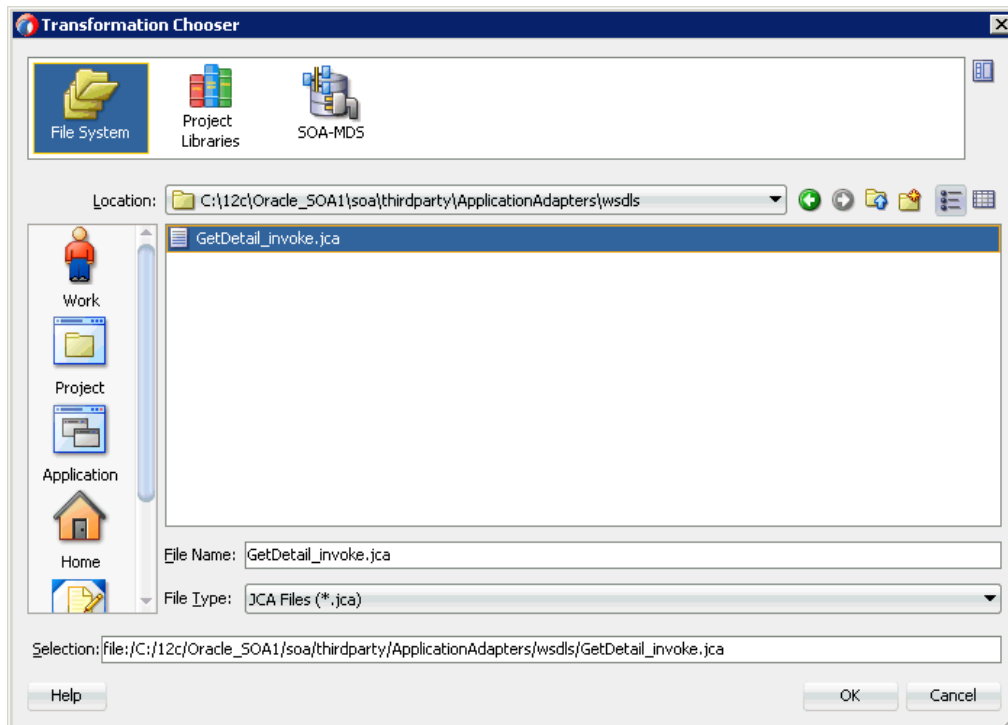 Transformation Chooser
File System
Project
Libraries
SOA-MDS
Location: C:\12c\Oracle_SOA1\soa\thirdparty\ApplicationAdapters\wsdls
GetDetail_invoke.jca
Work
Project
Application
Home
File Name: GetDetail_invoke.jca
File Type: JCA Files (*.jca)
Selection: file:/C:/12c/Oracle_SOA1/soa/thirdparty/ApplicationAdapters/wsdls/GetDetail_invoke.jca
Help OK Cancel